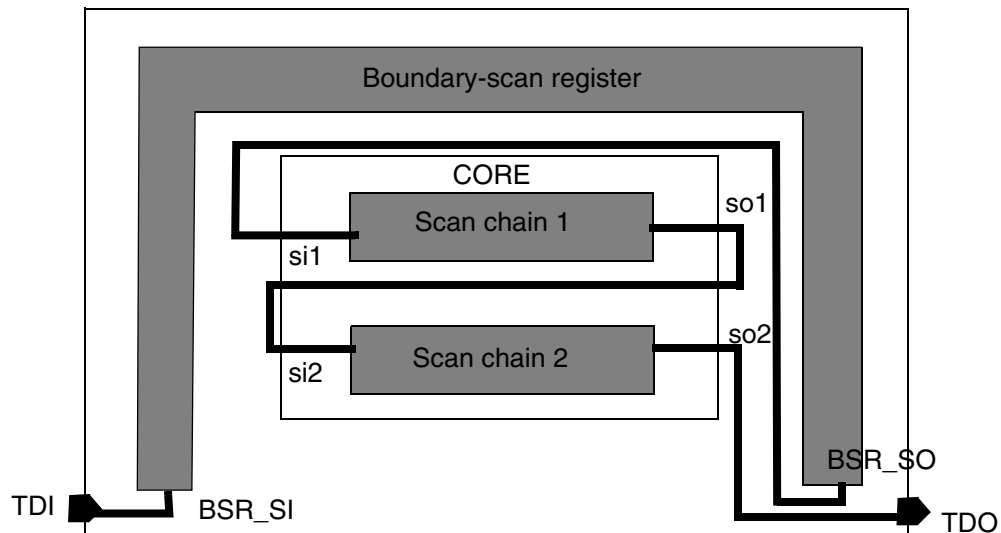 Boundary-scan register
CORE
Scan chain 1
so1
si1
Scan chain 2
so2
si2
BSR_SO
TDI
BSR_SI
TDO